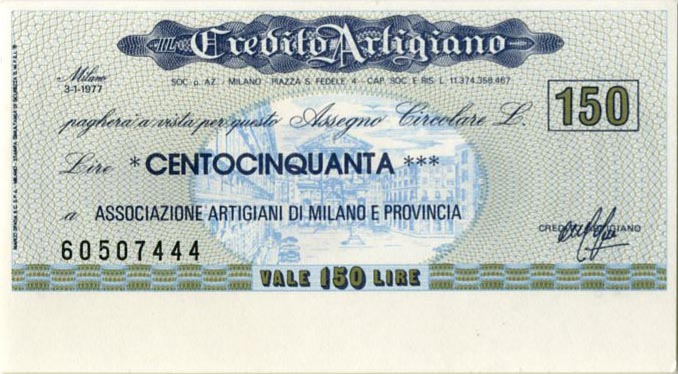 IL Credito Artigiano
SOC. p. AZ. - MILANO - PIAZZA S. FEDELE, 4 - CAP. SOC. E RIS. L. 11.374.358.467
Milano
3-1-1977
150
pagherà a vista per questo Assegno Circolare L.
Lire *CENTOCINQUANTA ***
a ASSOCIAZIONE ARTIGIANI DI MILANO E PROVINCIA
CREDITO ARTIGIANO
60507444
VALE 150 LIRE